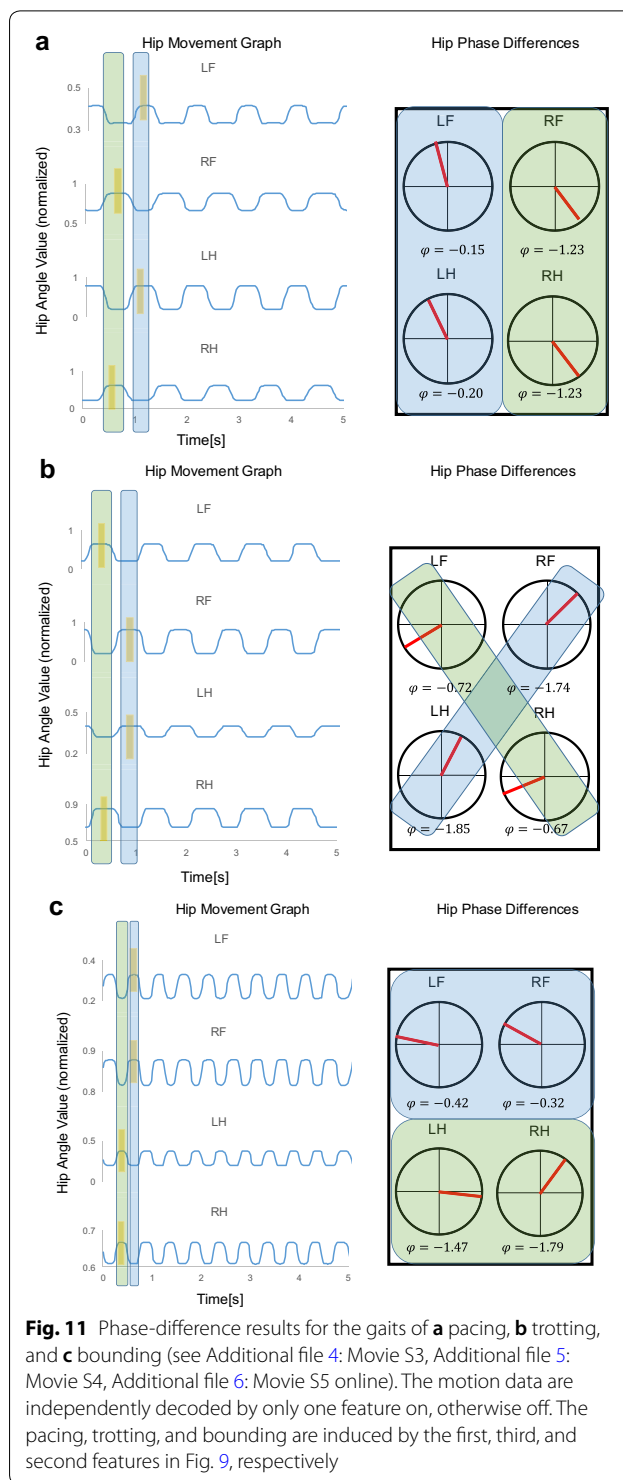 a
Hip Movement Graph
Hip Phase Differences
Hip Angle Value (normalized)
LF
0.5
0.3
RF
1
0.5
LH
1
0
RH
1
0
0 1 2 3 4 5
Time[s]
LF RF
φ = −0.15 φ = −1.23
LH RH
φ = −0.20 φ = −1.23
b
Hip Movement Graph
Hip Phase Differences
Hip Angle Value (normalized)
LF
1
0
RF
1
0
LH
0.5
0.2
RH
0.9
0.5
0 1 2 3 4 5
Time[s]
LF RF
φ = −0.72 φ = −1.74
LH RH
φ = −1.85 φ = −0.67
c
Hip Movement Graph
Hip Phase Differences
Hip Angle Value (normalized)
LF
0.4
0.2
RF
0.9
0.8
LH
0.5
0
RH
0.7
0.6
0 1 2 3 4 5
Time[s]
LF RF
φ = −0.42 φ = −0.32
LH RH
φ = −1.47 φ = −1.79
Fig. 11 Phase-difference results for the gaits of a pacing, b trotting,
and c bounding (see Additional file 4: Movie S3, Additional file 5:
Movie S4, Additional file 6: Movie S5 online). The motion data are
independently decoded by only one feature on, otherwise off. The
pacing, trotting, and bounding are induced by the first, third, and
second features in Fig. 9, respectively